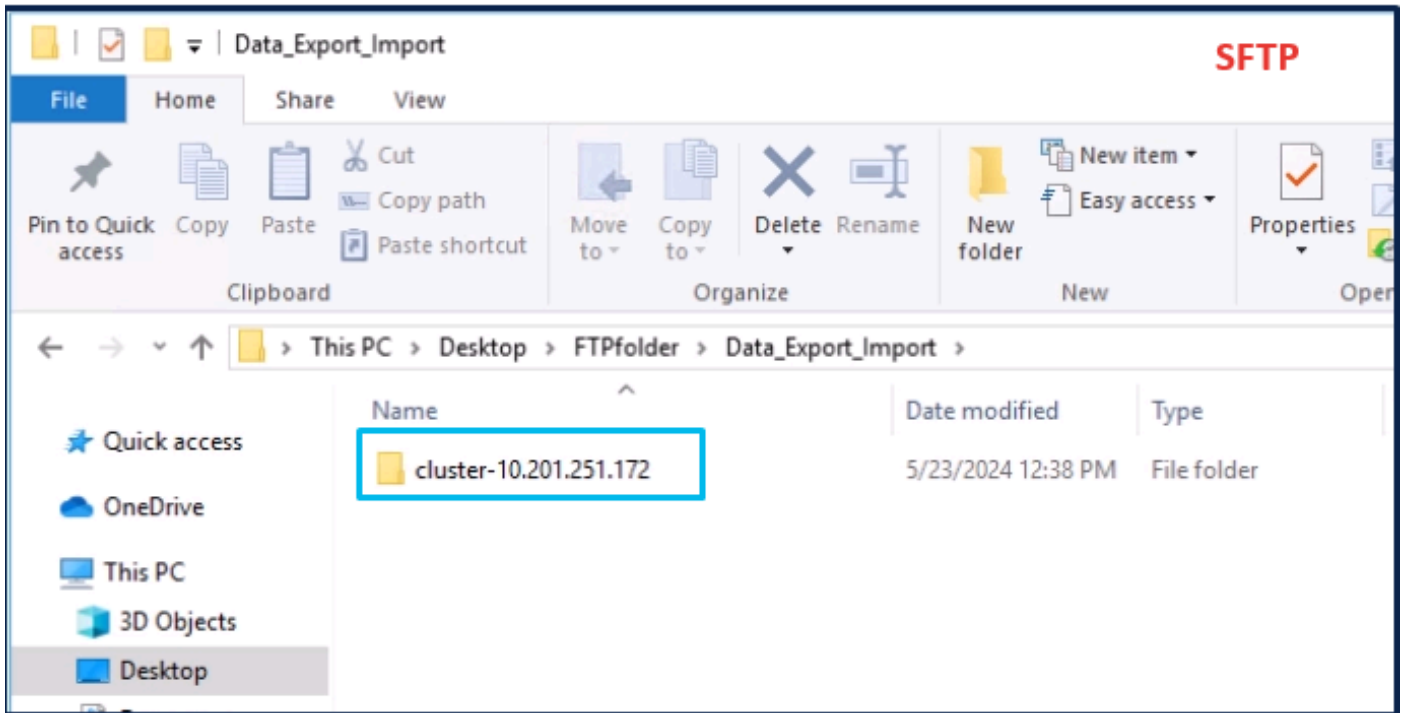 Data_Export_Import
SFTP
File Home Share View
Pin to Quick access
Copy
Paste
Cut
Copy path
Paste shortcut
Move to
Copy to
Delete
Rename
New folder
New item
Easy access
Properties
Clipboard Organize New Oper
This PC > Desktop > FTPfolder > Data_Export_Import >
Name Date modified Type
Quick access
cluster-10.201.251.172 5/23/2024 12:38 PM File folder
OneDrive
This PC
3D Objects
Desktop